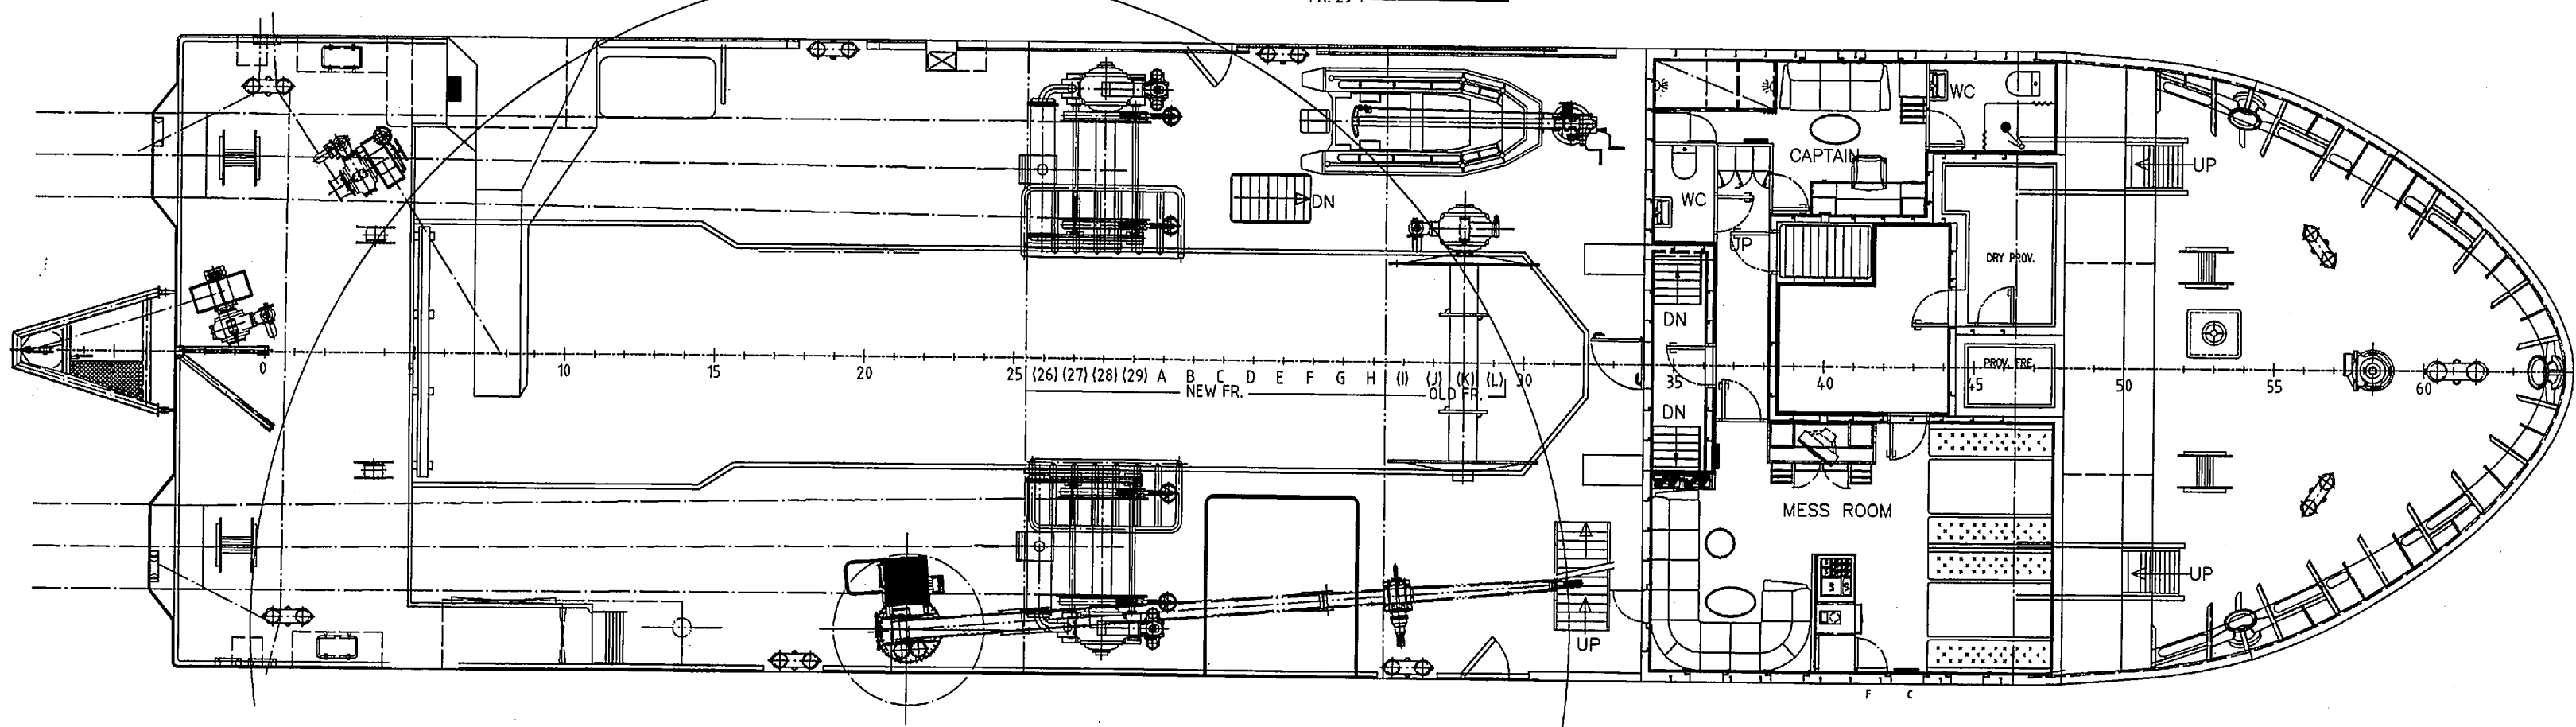 FR. 29+
WC
CAPTAIN
UP
DN
WC
UP
DRY PROV.
DN
PROV. FRE.
0 10 15 20 25 (26) (27) (28) (29) A B C D E F G H (I) (J) (K) (L) 30 35 40 45 50 55 60
NEW FR. OLD FR.
DN
MESS ROOM
UP
UP
F C